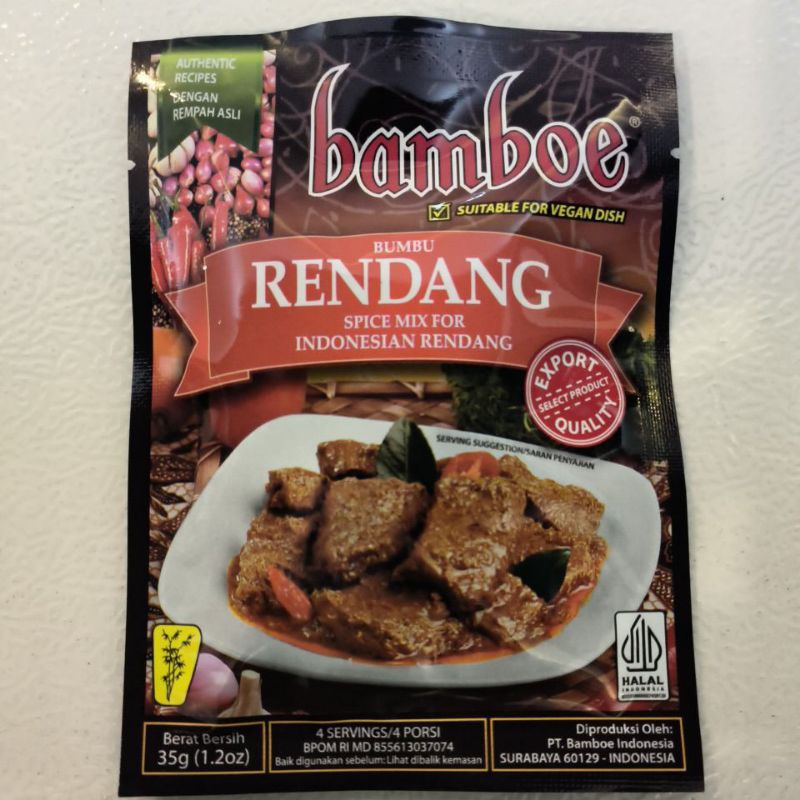 AUTHENTIC
RECIPES
DENGAN
REMPAH ASLI
bamboe®
SUITABLE FOR VEGAN DISH
BUMBU
RENDANG
SPICE MIX FOR
INDONESIAN RENDANG
EXPORT
SELECT PRODUCT
QUALITY
SERVING SUGGESTION/SARAN PENYAJIAN
HALAL
INDONESIA
Berat Bersih
35g (1.2oz)
4 SERVINGS/4 PORSI
BPOM RI MD 855613037074
Baik digunakan sebelum: Lihat dibalik kemasan
Diproduksi Oleh:
PT. Bamboe Indonesia
SURABAYA 60129 - INDONESIA